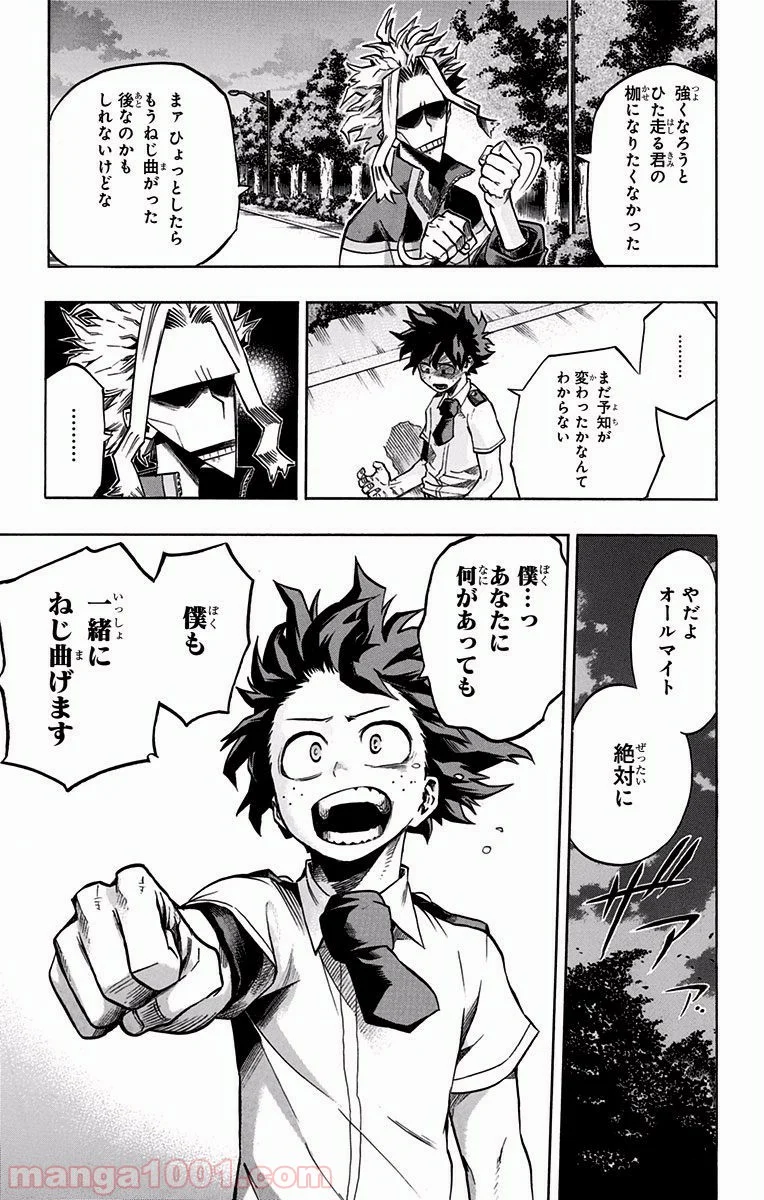 強くなろうと
ひた走る君の
枷になりたくなかった
まァ ひょっとしたら
もうねじ曲がった
後なのかも
しれないけどな
………
まだ予知が
変わったかなんて
わからない
………
やだよ
オールマイト
絶対に
ザァァ‥
僕…っ
あなたに
何があっても
僕も
一緒に
ねじ曲げます
manga1001.com